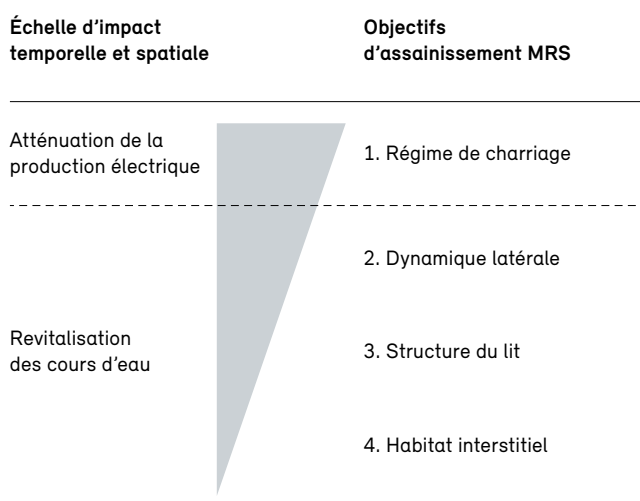 Échelle d’impact
temporelle et spatiale
Objectifs
d’assainissement MRS
Atténuation de la
production électrique
1. Régime de charriage
2. Dynamique latérale
Revitalisation
des cours d’eau
3. Structure du lit
4. Habitat interstitiel